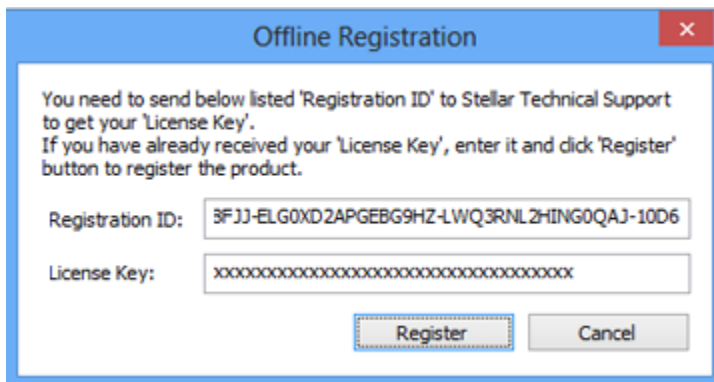 Offline Registration
You need to send below listed 'Registration ID' to Stellar Technical Support
to get your 'License Key'.
If you have already received your 'License Key', enter it and click 'Register'
button to register the product.
Registration ID: 3FJJ-ELG0XD2APGEBG9HZ-LWQ3RNL2HING0QAJ-10D6
License Key: xxxxxxxxxxxxxxxxxxxxxxxxxxxxxxxxxx
Register Cancel